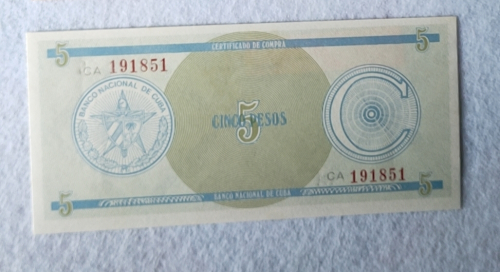 5 CERTIFICADO DE COMPRA 5
CA 191851
BANCO NACIONAL DE CUBA
CINCO PESOS
5
C
CA 191851
5 BANCO NACIONAL DE CUBA 5